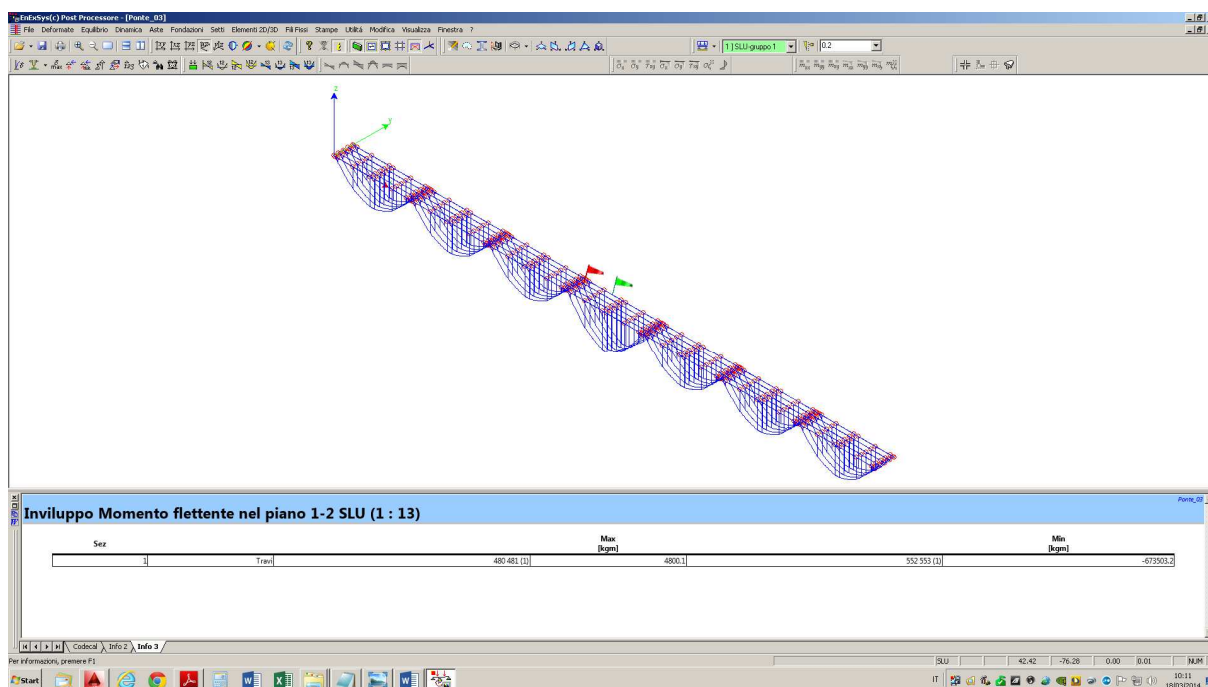 EnExSys(c) Post Processore - [Ponte_03]
File Deformate Equilibrio Dinamica Aste Fondazioni Setti Elementi 2D/3D Fili Fissi Stampe Utilità Modifica Visualizza Finestra ?
1 ) SLU-gruppo 1 0.2
z
y
Ponte_03
Inviluppo Momento flettente nel piano 1-2 SLU (1 : 13)
Sez Max [kgm] Min [kgm]
1 Travi 480 481 (1) 4800.1 552 553 (1) -673503.2
Codecal Info 2 Info 3
Per informazioni, premere F1 SLU 42.42 -76.28 0.00 0.01 NUM
Start IT 10:11
18/03/2014